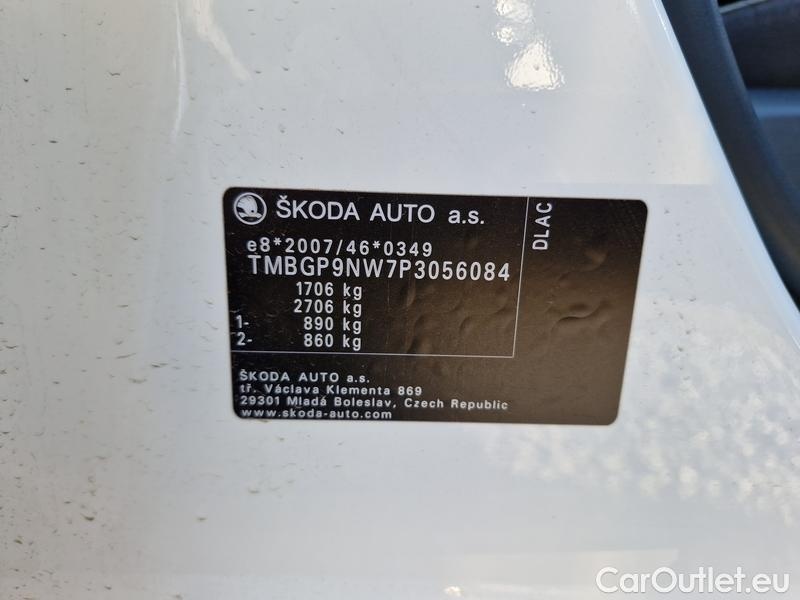 ŠKODA AUTO a.s.
DLAC
e8*2007/46*0349
TMBGP9NW7P3056084
1706 kg
2706 kg
1- 890 kg
2- 860 kg
ŠKODA AUTO a.s.
tř. Václava Klementa 869
29301 Mladá Boleslav, Czech Republic
www.skoda-auto.com
CarOutlet.eu